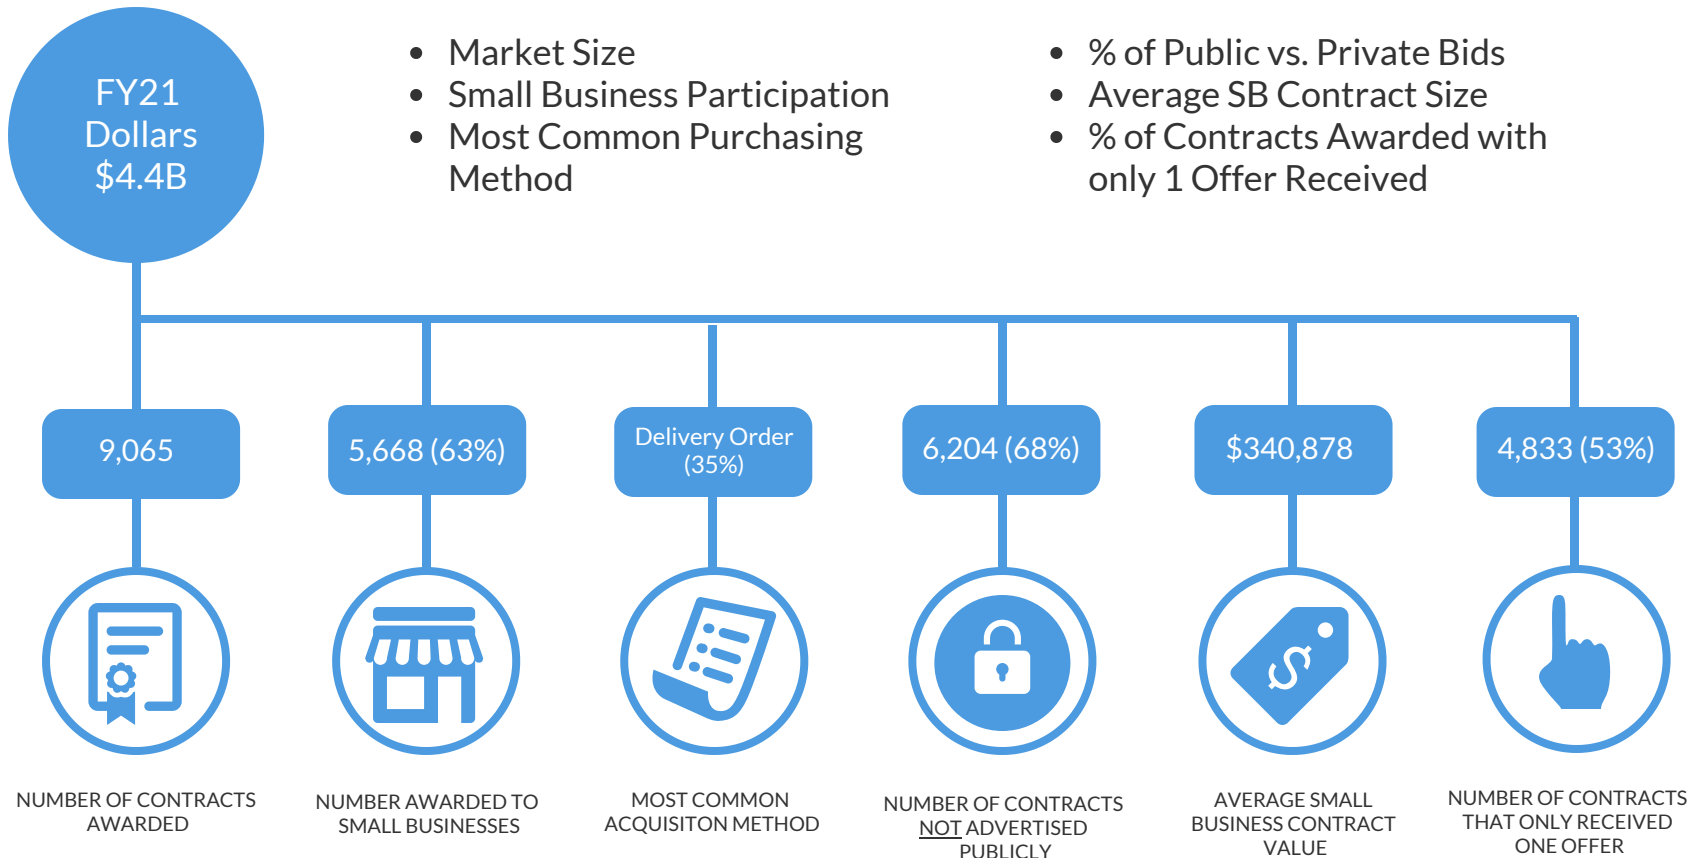 FY21
Dollars
$4.4B
• Market Size
• Small Business Participation
• Most Common Purchasing
Method
• % of Public vs. Private Bids
• Average SB Contract Size
• % of Contracts Awarded with
only 1 Offer Received
9,065
5,668 (63%)
Delivery Order
(35%)
6,204 (68%)
$340,878
4,833 (53%)
$
NUMBER OF CONTRACTS
AWARDED
NUMBER AWARDED TO
SMALL BUSINESSES
MOST COMMON
ACQUISITON METHOD
NUMBER OF CONTRACTS
NOT ADVERTISED
PUBLICLY
AVERAGE SMALL
BUSINESS CONTRACT
VALUE
NUMBER OF CONTRACTS
THAT ONLY RECEIVED
ONE OFFER